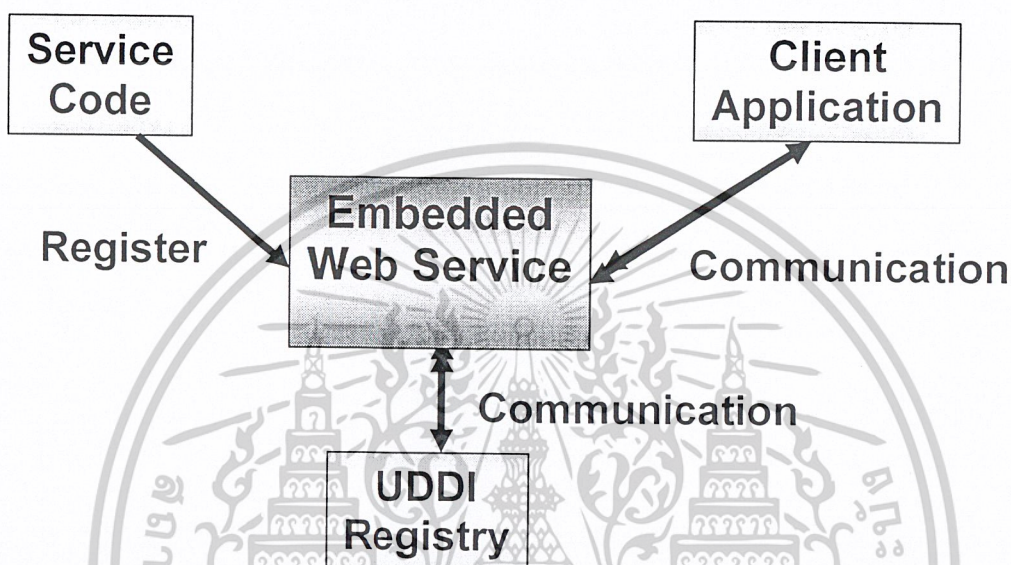 Service
Code
Client
Application
Embedded
Web Service
Register
Communication
Communication
UDDI
Registry